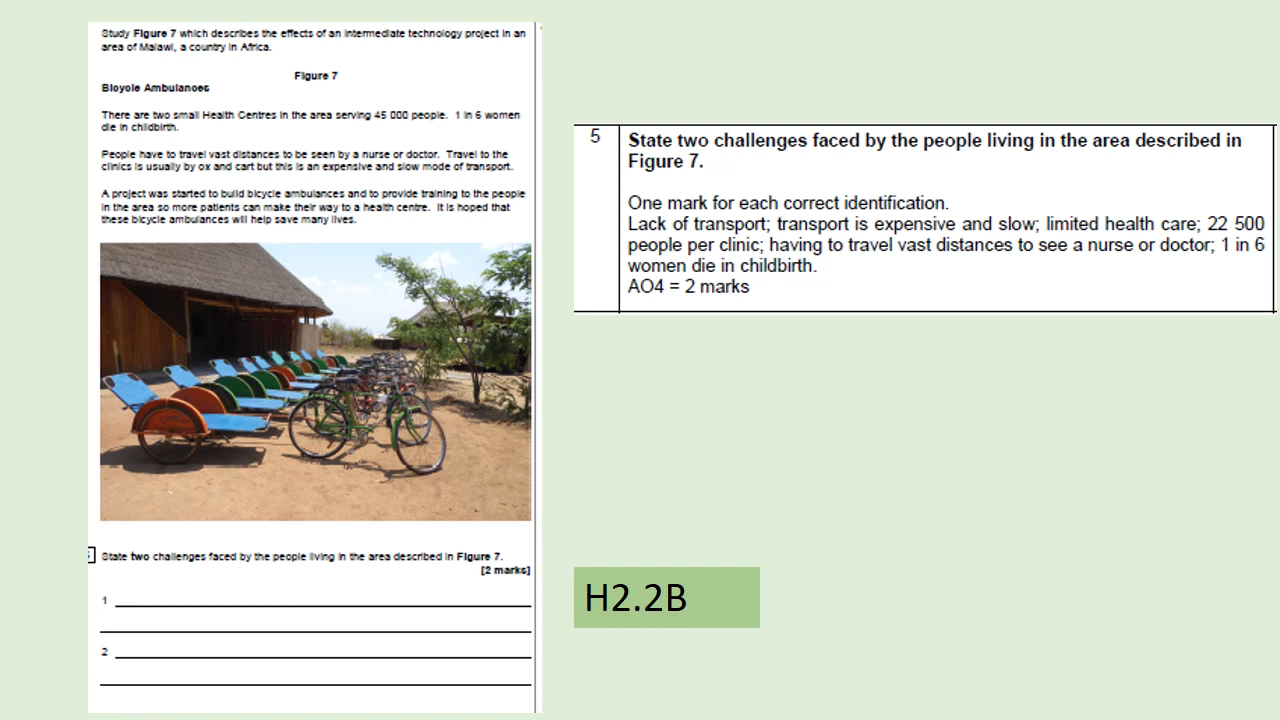 Study Figure 7 which describes the effects of an intermediate technology project in an
area of Malawi, a country in Africa.
Figure 7
Bicycle Ambulances
There are two small Health Centres in the area serving 45 000 people. 1 in 6 women
die in childbirth.
People have to travel vast distances to be seen by a nurse or doctor. Travel to the
clinics is usually by ox and cart but this is an expensive and slow mode of transport.
A project was started to build bicycle ambulances and to provide training to the people
in the area so more patients can make their way to a health centre. It is hoped that
these bicycle ambulances will help save many lives.
State two challenges faced by the people living in the area described in Figure 7.
[2 marks]
1
2
5
State two challenges faced by the people living in the area described in
Figure 7.
One mark for each correct identification.
Lack of transport; transport is expensive and slow; limited health care; 22 500
people per clinic; having to travel vast distances to see a nurse or doctor; 1 in 6
women die in childbirth.
AO4 = 2 marks
H2.2B